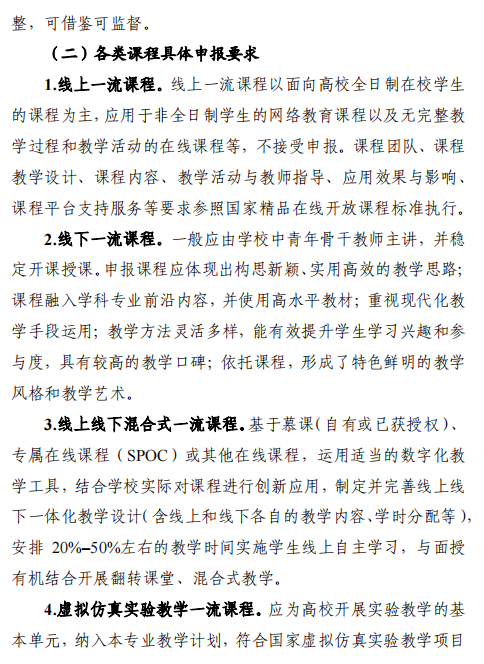 整，可借鉴可监督。
（二）各类课程具体申报要求
1.线上一流课程。线上一流课程以面向高校全日制在校学生
的课程为主，应用于非全日制学生的网络教育课程以及无完整教
学过程和教学活动的在线课程等，不接受申报。课程团队、课程
教学设计、课程内容、教学活动与教师指导、应用效果与影响、
课程平台支持服务等要求参照国家精品在线开放课程标准执行。
2.线下一流课程。一般应由学校中青年骨干教师主讲，并稳
定开课授课。申报课程应体现出构思新颖、实用高效的教学思路；
课程融入学科专业前沿内容，并使用高水平教材；重视现代化教
学手段运用；教学方法灵活多样，能有效提升学生学习兴趣和参
与度，具有较高的教学口碑；依托课程，形成了特色鲜明的教学
风格和教学艺术。
3.线上线下混合式一流课程。基于慕课（自有或已获授权）、
专属在线课程（SPOC）或其他在线课程，运用适当的数字化教
学工具，结合学校实际对课程进行创新应用，制定并完善线上线
下一体化教学设计（含线上和线下各自的教学内容、学时分配等），
安排 20%–50%左右的教学时间实施学生线上自主学习，与面授
有机结合开展翻转课堂、混合式教学。
4.虚拟仿真实验教学一流课程。应为高校开展实验教学的基
本单元，纳入本专业教学计划，符合国家虚拟仿真实验教学项目